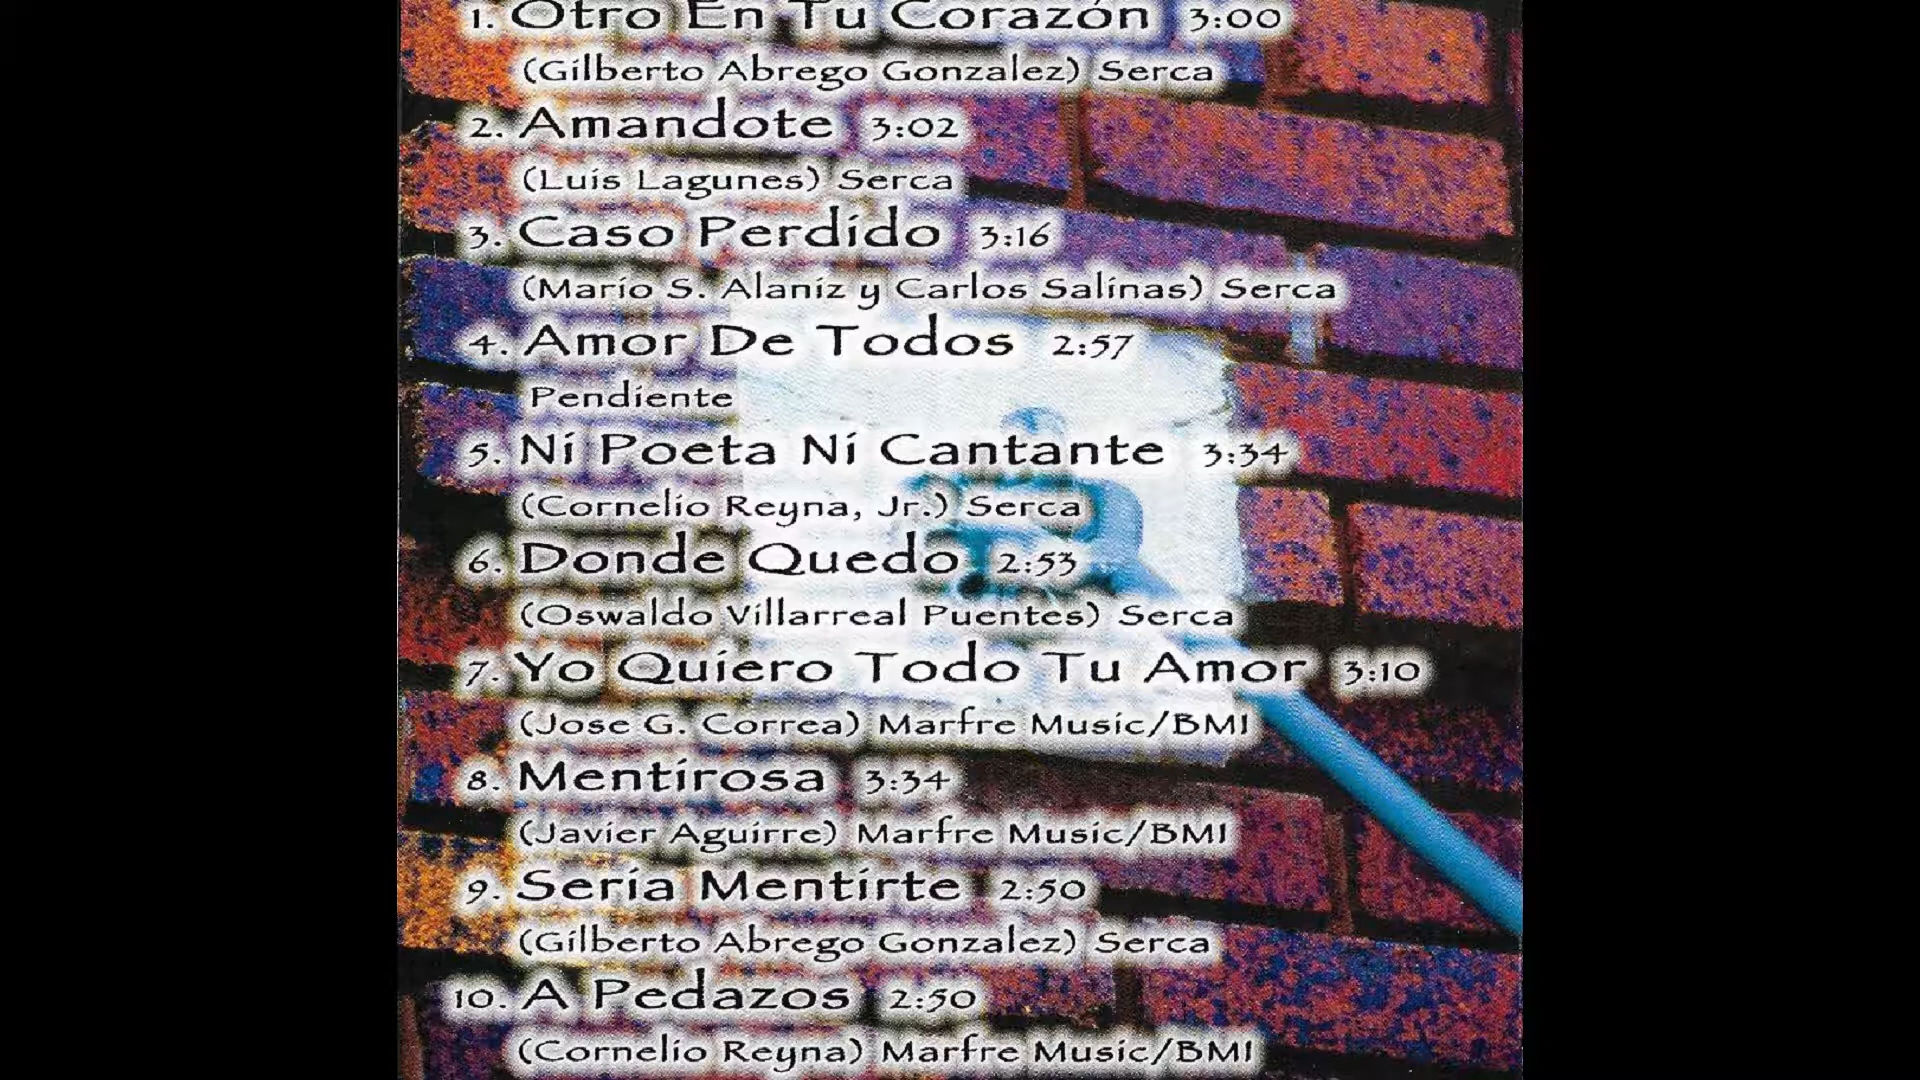 1. Otro En Tu Corazón 3:00
(Gilberto Abrego Gonzalez) Serca
2. Amandote 3:02
(Luis Lagunes) Serca
3. Caso Perdido 3:16
(Mario S. Alaniz y Carlos Salinas) Serca
4. Amor De Todos 2:57
Pendiente
5. Ni Poeta Ni Cantante 3:34
(Cornelio Reyna, Jr.) Serca
6. Donde Quedo 2:53
(Oswaldo Villarreal Puentes) Serca
7. Yo Quiero Todo Tu Amor 3:10
(Jose G. Correa) Marfre Music/BMI
8. Mentirosa 3:34
(Javier Aguirre) Marfre Music/BMI
9. Sería Mentirte 2:50
(Gilberto Abrego Gonzalez) Serca
10. A Pedazos 2:50
(Cornelio Reyna) Marfre Music/BMI